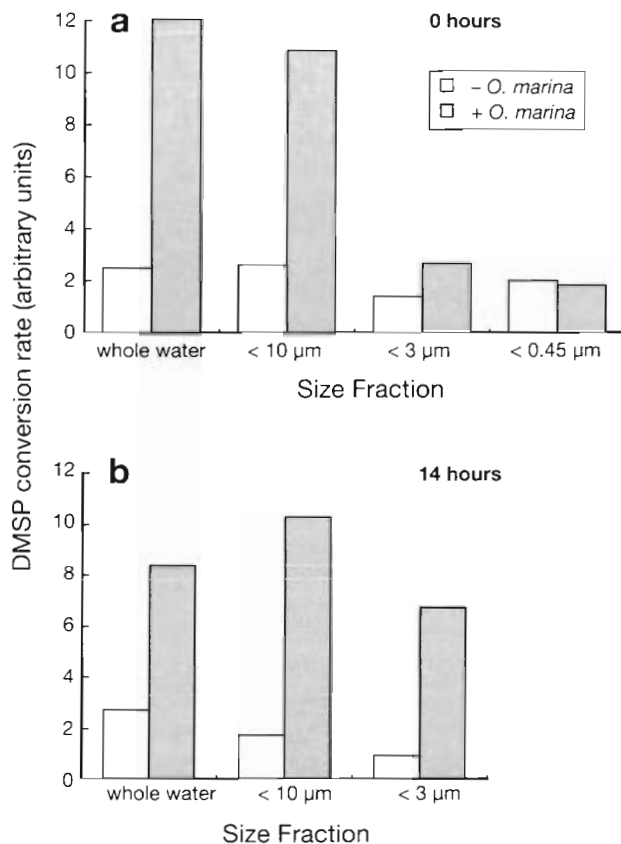 a
0 hours
– O. marina
+ O. marina
12
10
8
6
4
2
0
whole water
< 10 µm
< 3 µm
< 0.45 µm
Size Fraction
DMSP conversion rate (arbitrary units)
b
14 hours
12
10
8
6
4
2
0
whole water
< 10 µm
< 3 µm
Size Fraction